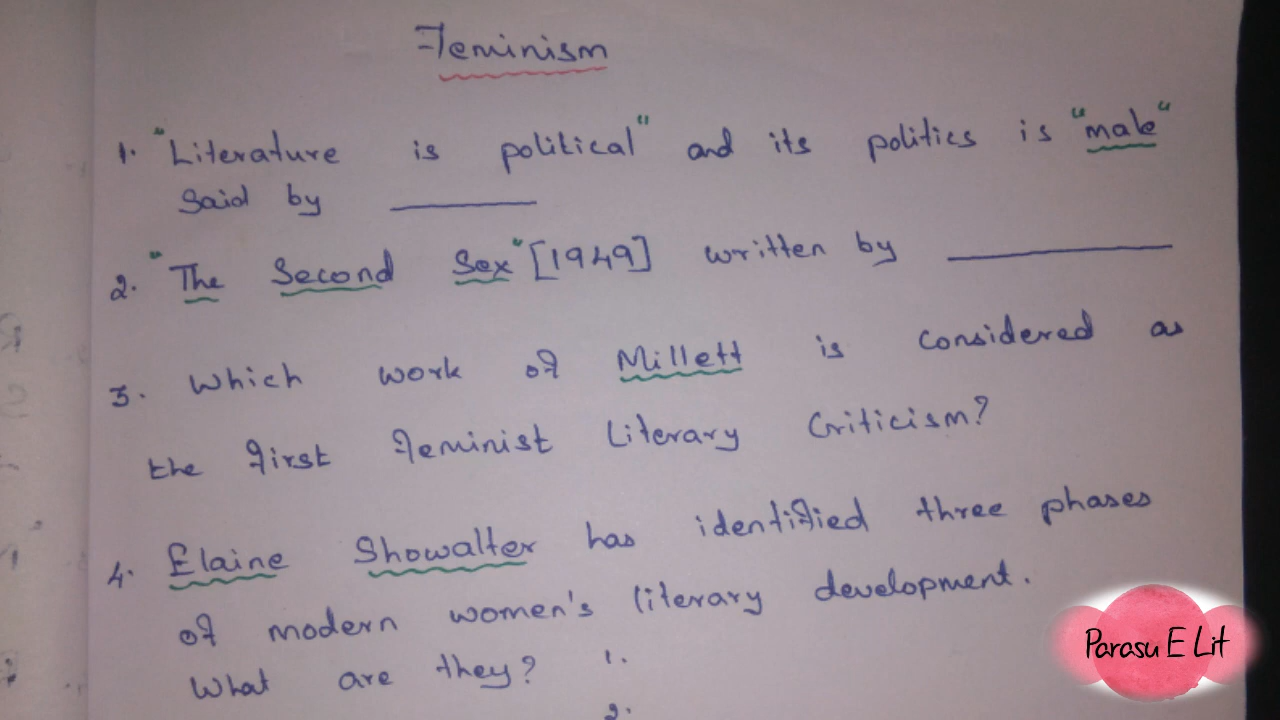 Feminism
1. "Literature is political" and its politics is "male"
Said by ______
2. "The Second Sex" [1949] written by ______
3. Which work of Millett is considered as
the first feminist literary criticism?
4. Elaine Showalter has identified three phases
of modern women's literary development.
What are they? 1.
2.
Parasu E Lit